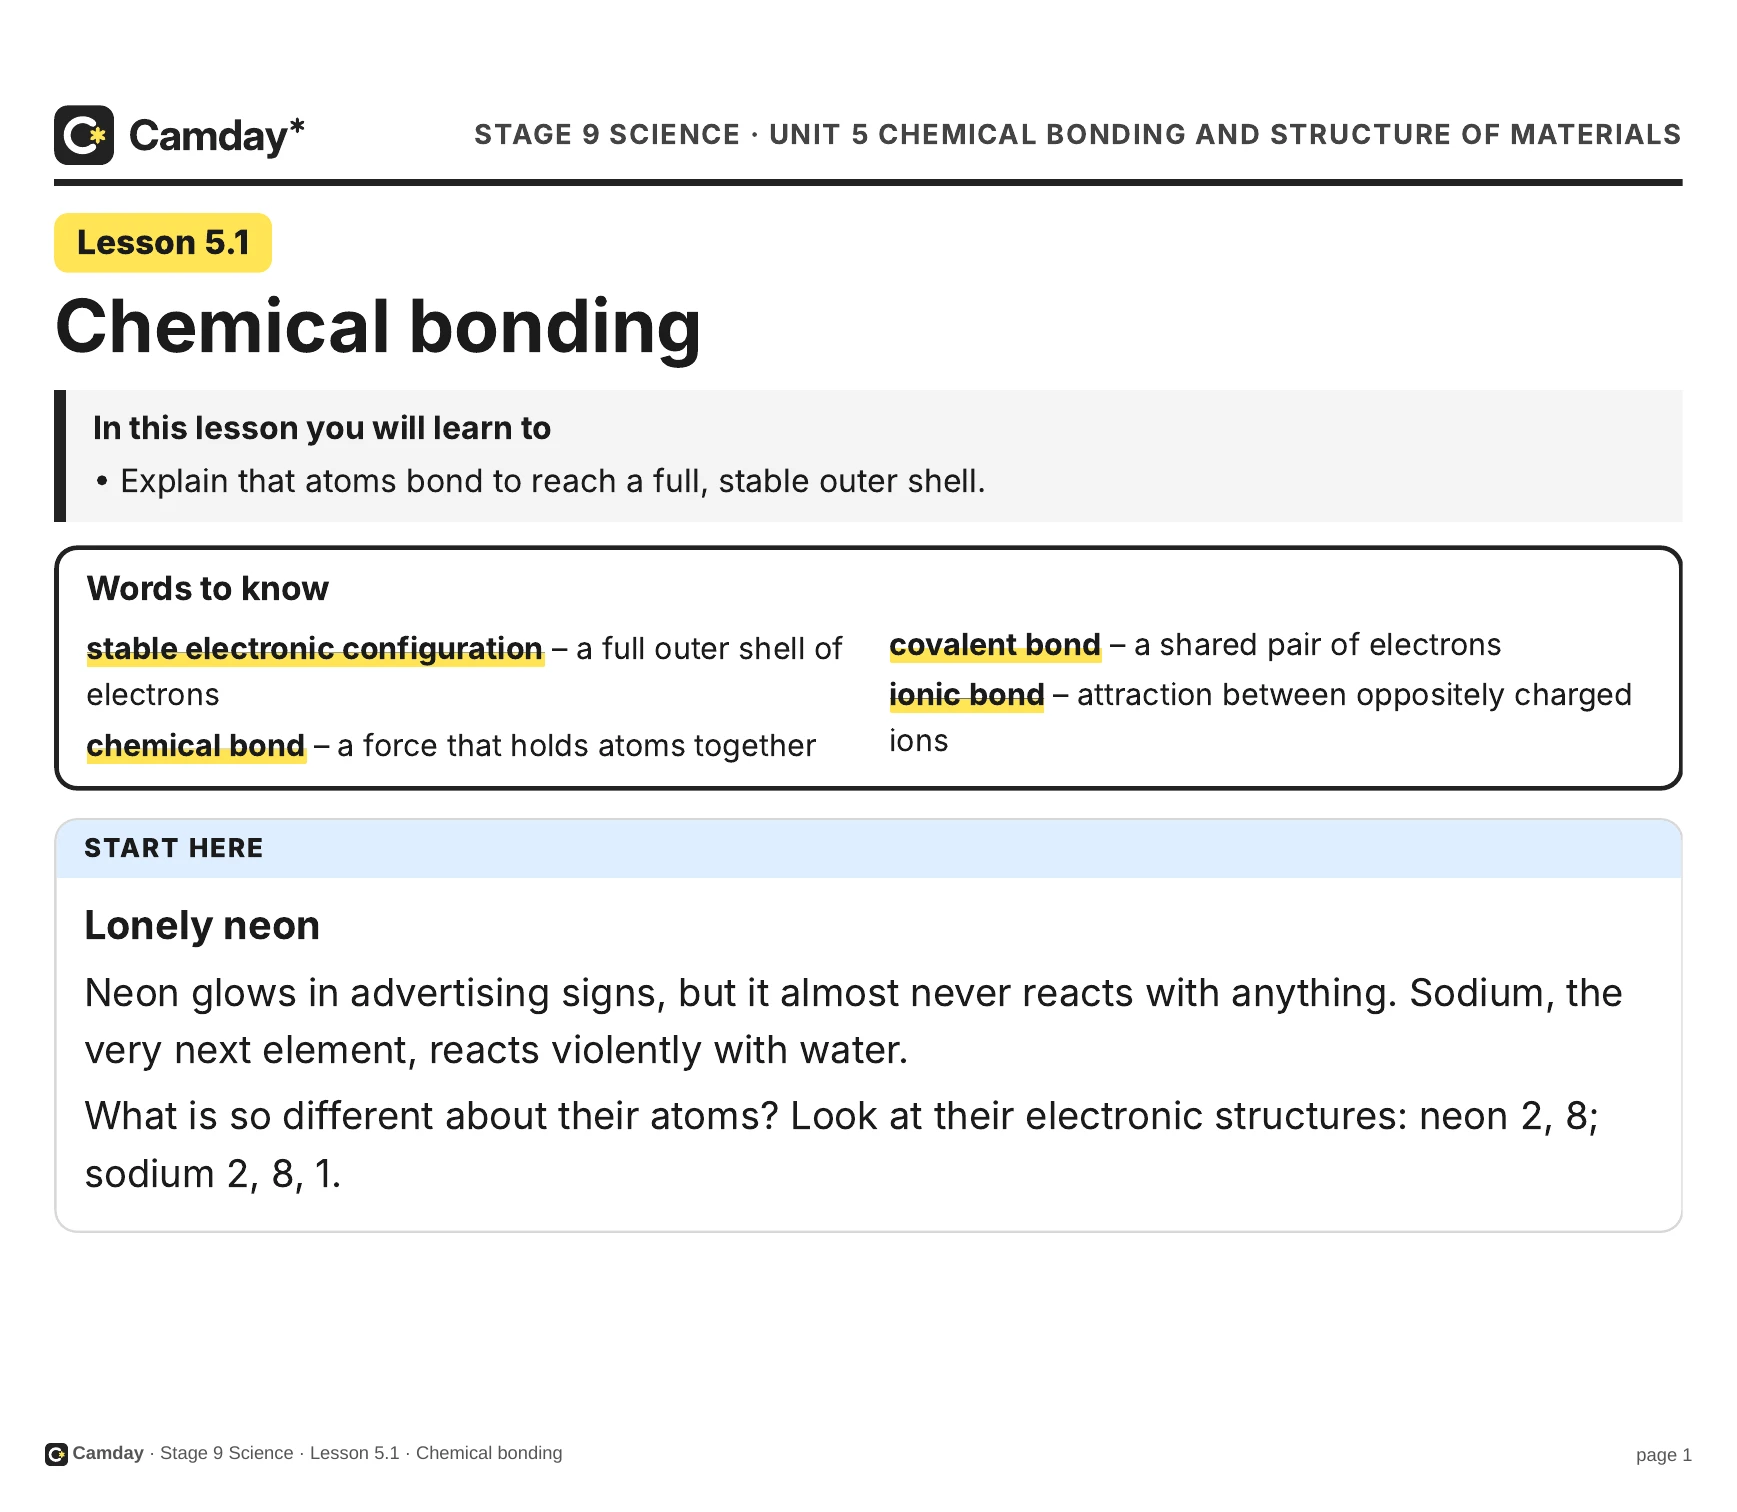 Camday*
STAGE 9 SCIENCE · UNIT 5 CHEMICAL BONDING AND STRUCTURE OF MATERIALS
Lesson 5.1
Chemical bonding
In this lesson you will learn to
• Explain that atoms bond to reach a full, stable outer shell.
Words to know
stable electronic configuration – a full outer shell of
electrons
chemical bond – a force that holds atoms together
covalent bond – a shared pair of electrons
ionic bond – attraction between oppositely charged
ions
START HERE
Lonely neon
Neon glows in advertising signs, but it almost never reacts with anything. Sodium, the
very next element, reacts violently with water.
What is so different about their atoms? Look at their electronic structures: neon 2, 8;
sodium 2, 8, 1.
Camday · Stage 9 Science · Lesson 5.1 · Chemical bonding
page 1